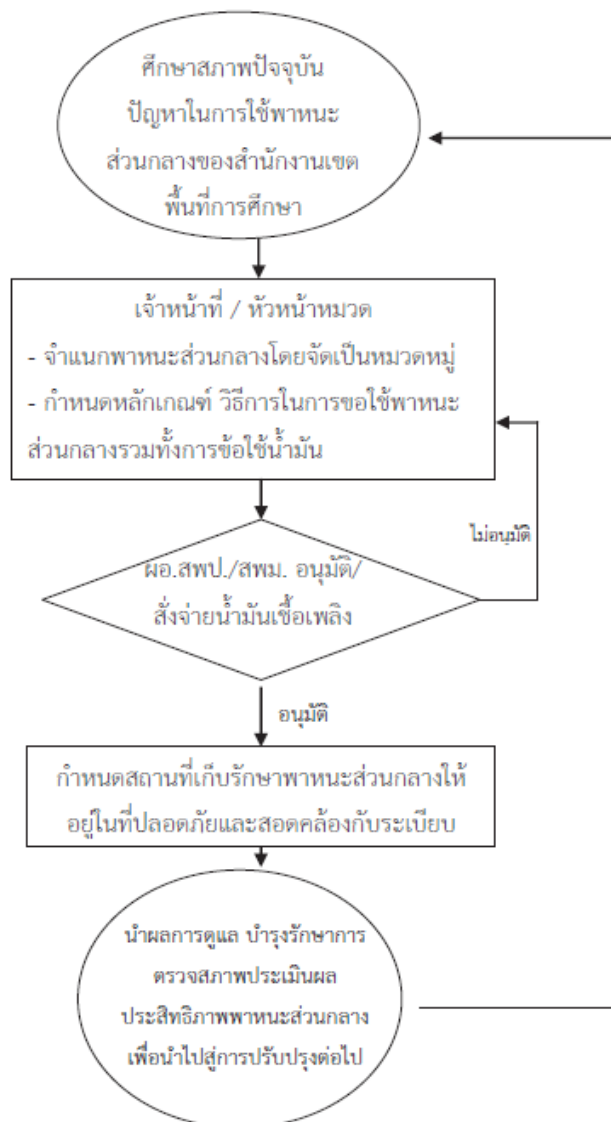 ศึกษาสภาพปัจจุบัน
ปัญหาในการใช้พาหนะ
ส่วนกลางของสำนักงานเขต
พื้นที่การศึกษา
เจ้าหน้าที่ / หัวหน้าหมวด
- จำแนกพาหนะส่วนกลางโดยจัดเป็นหมวดหมู่
- กำหนดหลักเกณฑ์ วิธีการในการขอใช้พาหนะ
ส่วนกลางรวมทั้งการข้อใช้น้ำมัน
ไม่อนุมัติ
ผอ.สพป./สพม. อนุมัติ/
สั่งจ่ายน้ำมันเชื้อเพลิง
อนุมัติ
กำหนดสถานที่เก็บรักษาพาหนะส่วนกลางให้
อยู่ในที่ปลอดภัยและสอดคล้องกับระเบียบ
นำผลการดูแล บำรุงรักษาการ
ตรวจสภาพประเมินผล
ประสิทธิภาพพาหนะส่วนกลาง
เพื่อนำไปสู่การปรับปรุงต่อไป